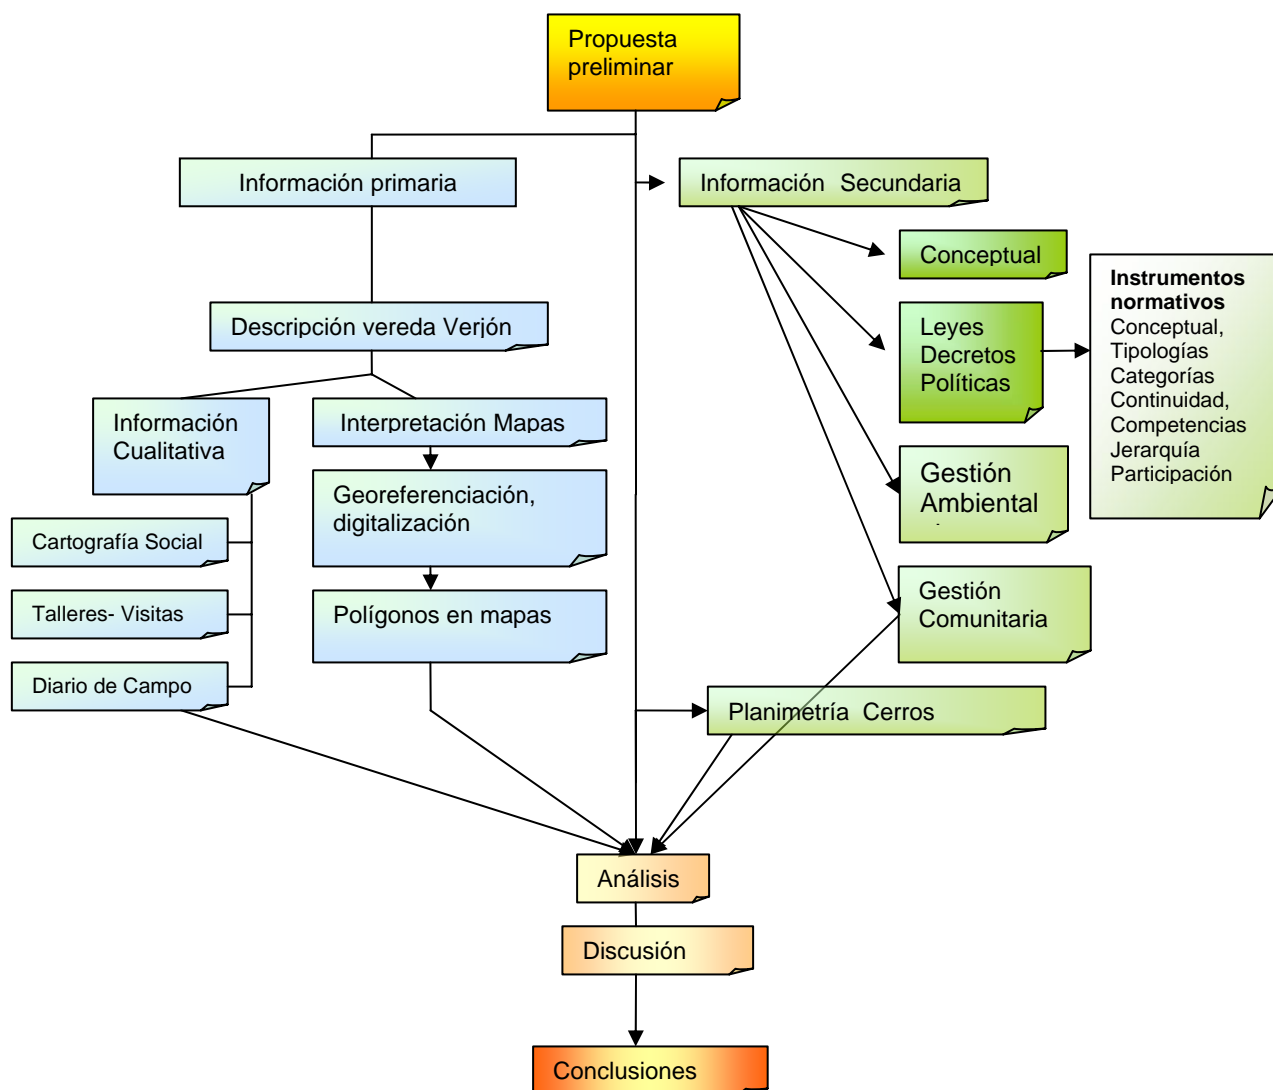 Propuesta
preliminar
Información primaria
Información Secundaria
Conceptual
Leyes
Decretos
Políticas
Instrumentos
normativos
Conceptual,
Tipologías
Categorías
Continuidad,
Competencias
Jerarquía
Participación
Descripción vereda Verjón
Información
Cualitativa
Interpretación Mapas
Georeferenciación,
digitalización
Gestión
Ambiental
Cartografía Social
Talleres- Visitas
Polígonos en mapas
Gestión
Comunitaria
Diario de Campo
Planimetría Cerros
Análisis
Discusión
Conclusiones